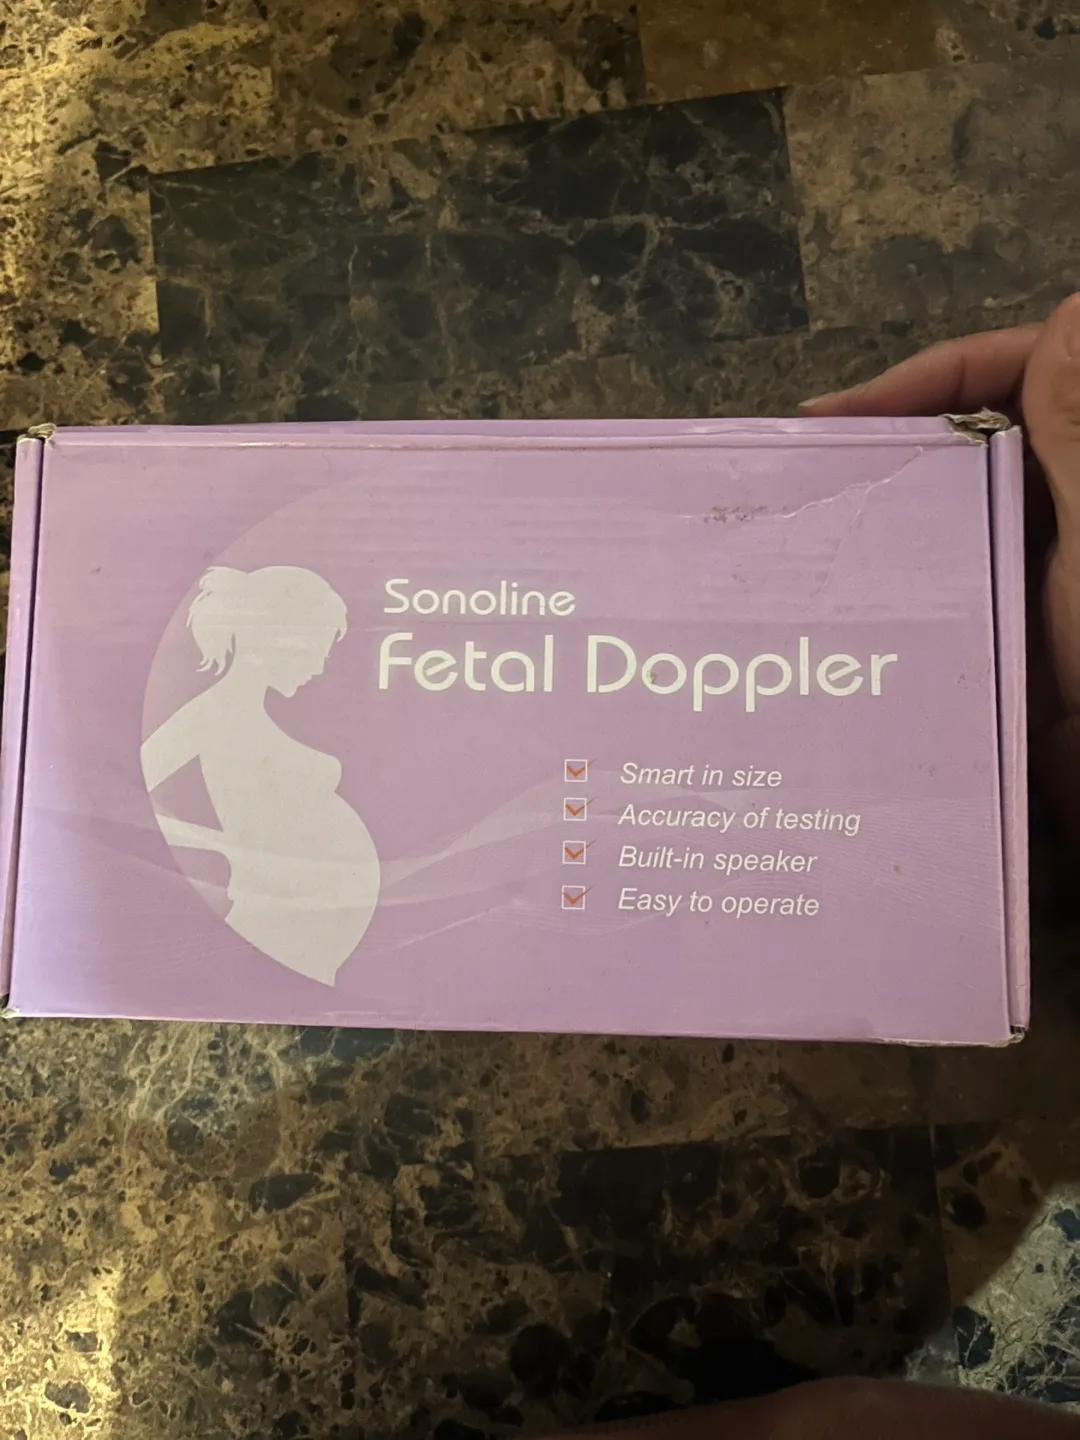 Sonoline
Fetal Doppler
Smart in size
Accuracy of testing
Built-in speaker
Easy to operate